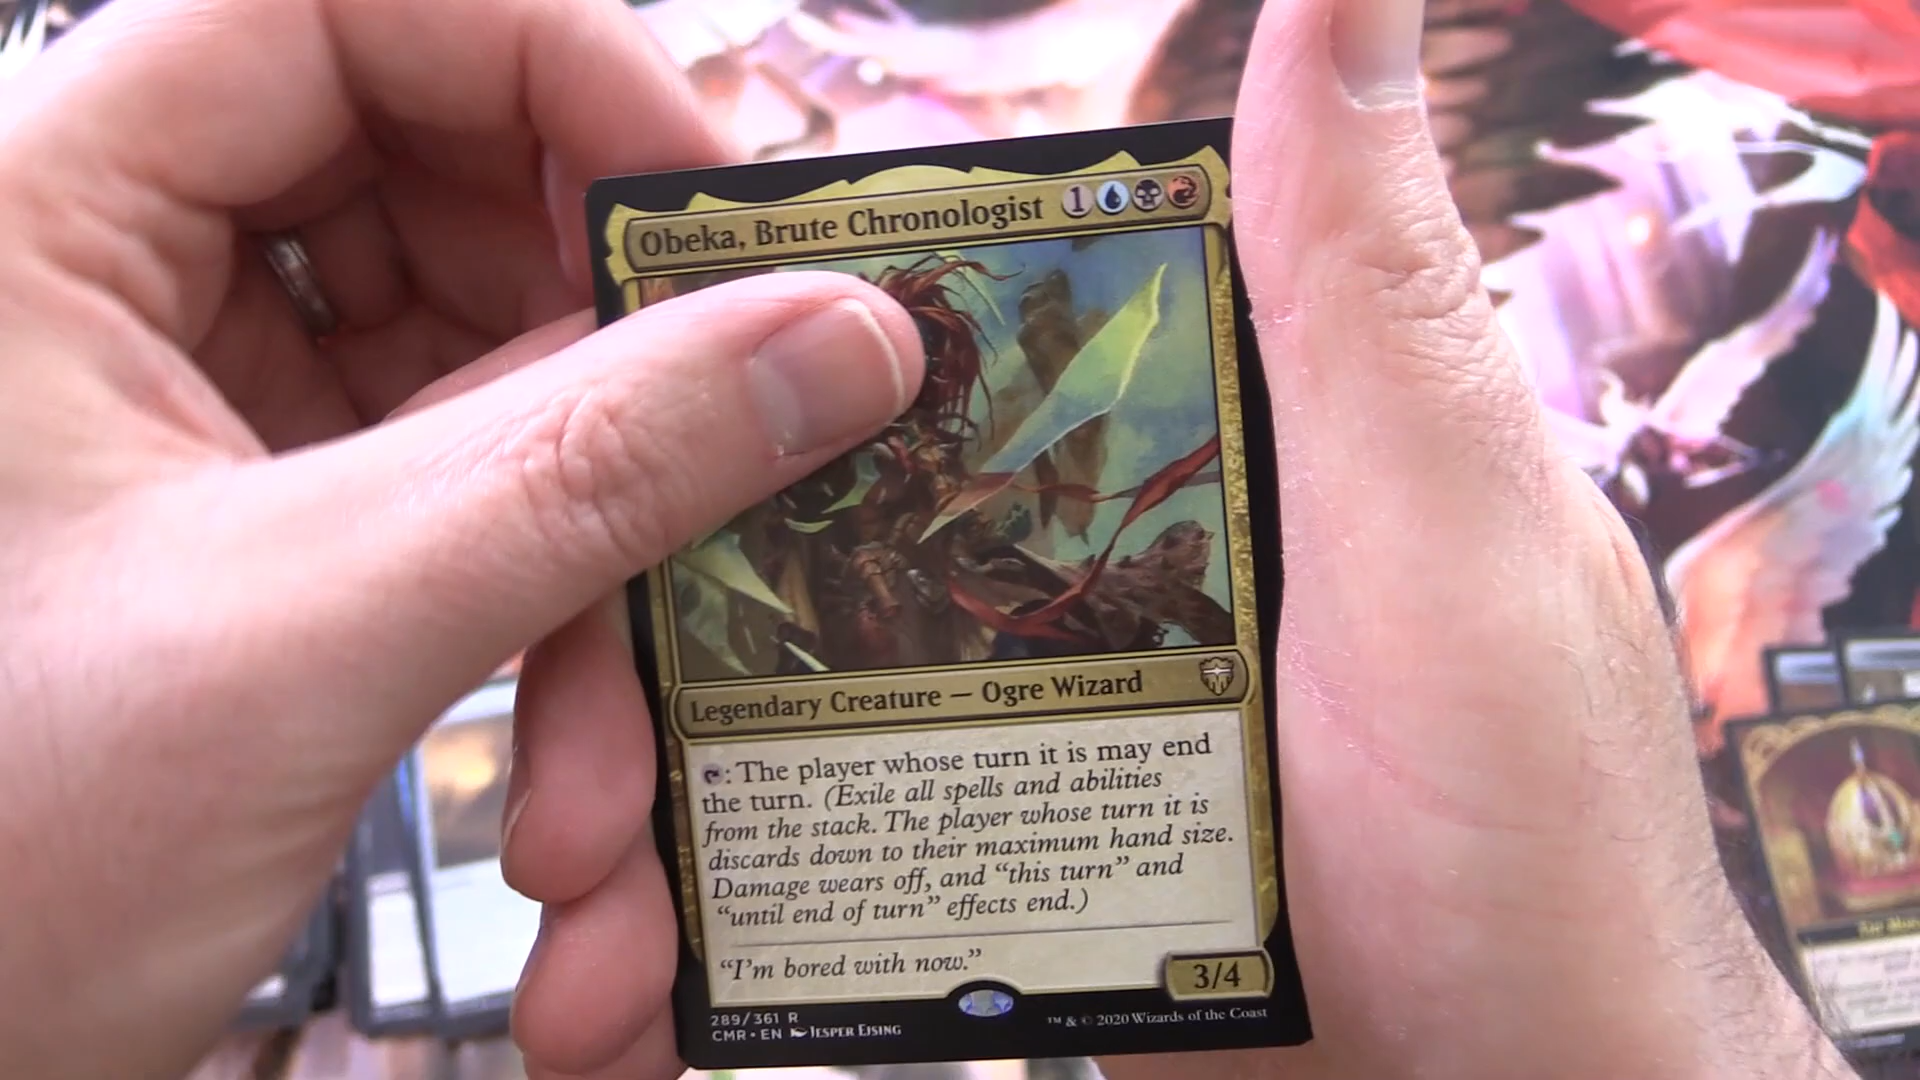 Obeka, Brute Chronologist 1
Legendary Creature — Ogre Wizard
: The player whose turn it is may end
the turn. (Exile all spells and abilities
from the stack. The player whose turn it is
discards down to their maximum hand size.
Damage wears off, and “this turn” and
“until end of turn” effects end.)
“I'm bored with now.”
3/4
289/361 R
CMR • EN Jesper Eising
™ & © 2020 Wizards of the Coast